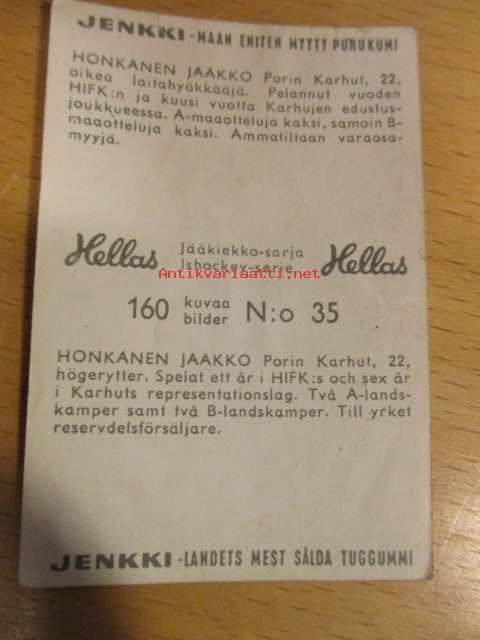 JENKKI - MAAN ENITEN MYYTY PURUKUMI
HONKANEN JAAKKO Porin Karhut, 22,
oikea laitahyökkääjä. Pelannut vuoden
HIFK:n ja kuusi vuotta Karhujen edustus-
joukkueessa. A-maaotteluja kaksi, samoin B-
maaotteluja kaksi. Ammatiltaan varaosa-
myyjä.
Hellas Jääkiekko-sarja Hellas
Ishockey-serie
Antikvariaatti.net
160 kuvaa N:o 35
bilder
HONKANEN JAAKKO Porin Karhut, 22,
högerytter. Spelat ett år i HIFK:s och sex år
i Karhuts representationslag. Två A-lands-
kamper samt två B-landskamper. Till yrket
reservdelsförsäljare.
JENKKI - LANDETS MEST SÅLDA TUGGUMMI